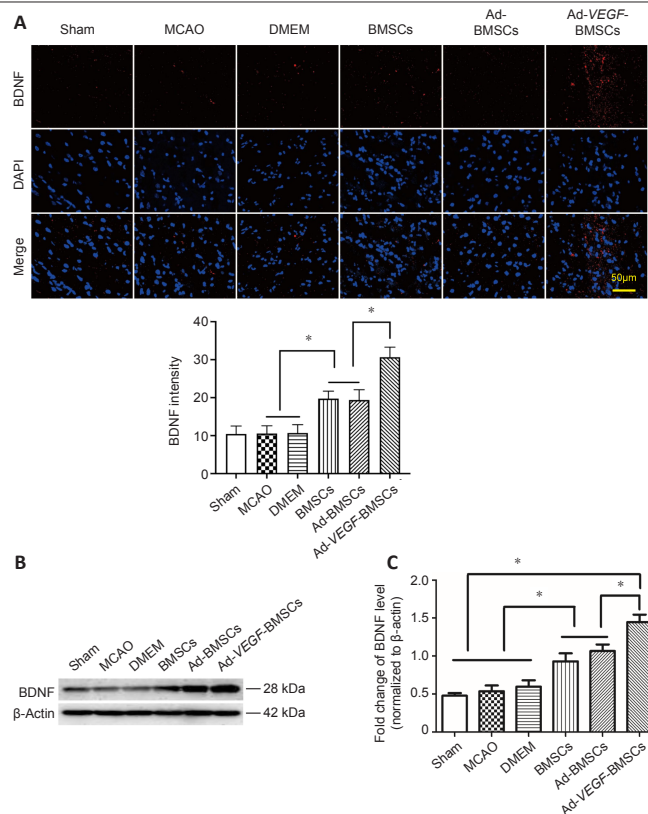 A
Sham
MCAO
DMEM
BMSCs
Ad-
BMSCs
Ad-VEGF-
BMSCs
BDNF
DAPI
Merge
50μm
BDNF intensity
40
30
20
10
0
*
*
Sham
MCAO
DMEM
BMSCs
Ad-BMSCs
Ad-VEGF-BMSCs
B
Sham
MCAO
DMEM
BMSCs
Ad-BMSCs
Ad-VEGF-BMSCs
BDNF
28 kDa
β-Actin
42 kDa
C
Fold change of BDNF level
(normalized to β-actin)
2.0
1.5
1.0
0.5
0
*
*
*
Sham
MCAO
DMEM
BMSCs
Ad-BMSCs
Ad-VEGF-BMSCs